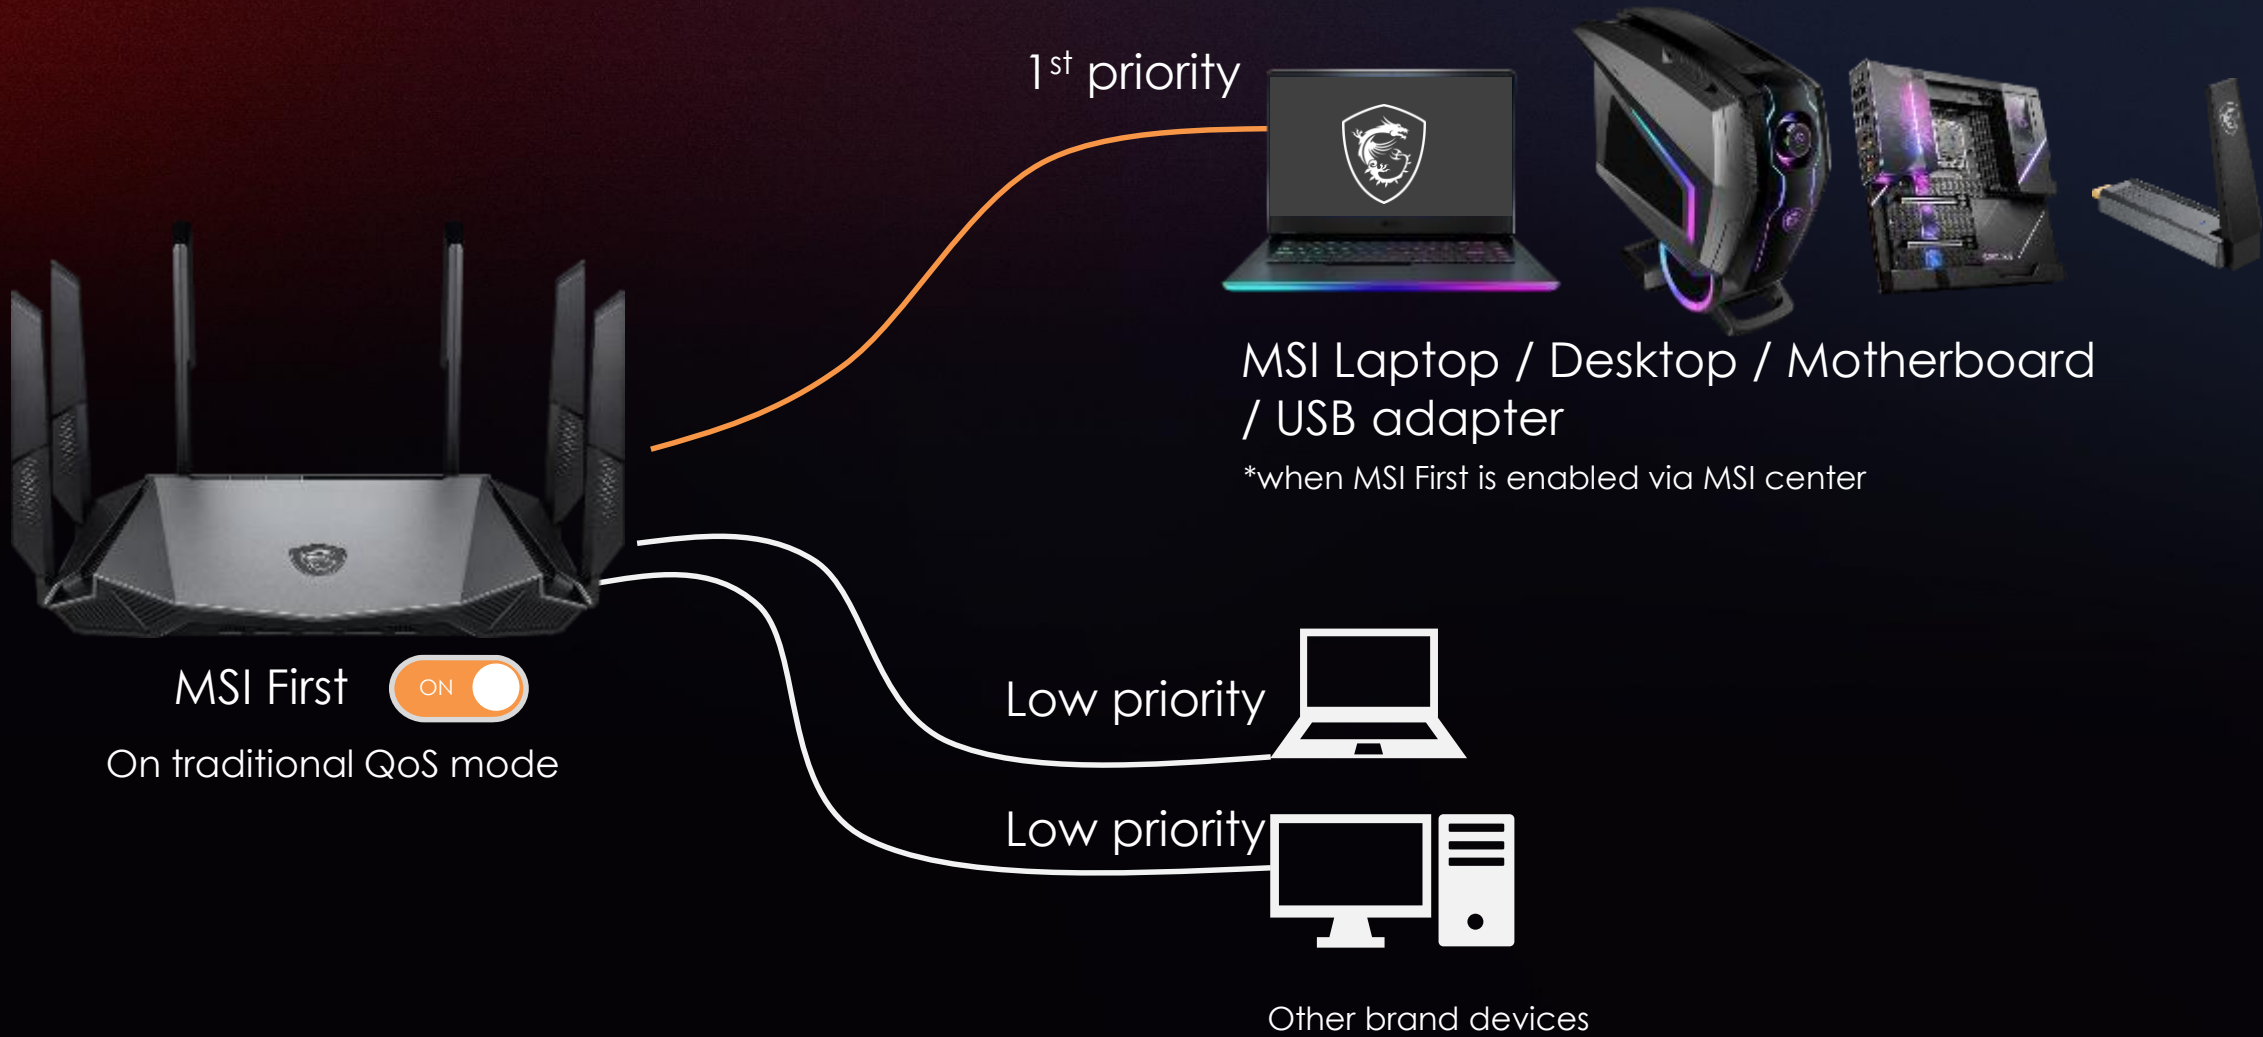 1st priority
MSI Laptop / Desktop / Motherboard
/ USB adapter
*when MSI First is enabled via MSI center
MSI First
ON
On traditional QoS mode
Low priority
Low priority
Other brand devices